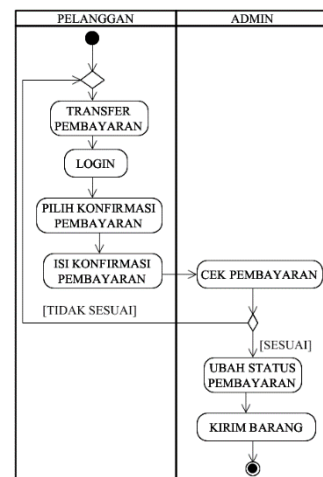 PELANGGAN
ADMIN
TRANSFER
PEMBAYARAN
LOGIN
PILIH KONFIRMASI
PEMBAYARAN
ISI KONFIRMASI
PEMBAYARAN
CEK PEMBAYARAN
[TIDAK SESUAI]
[SESUAI]
UBAH STATUS
PEMBAYARAN
KIRIM BARANG